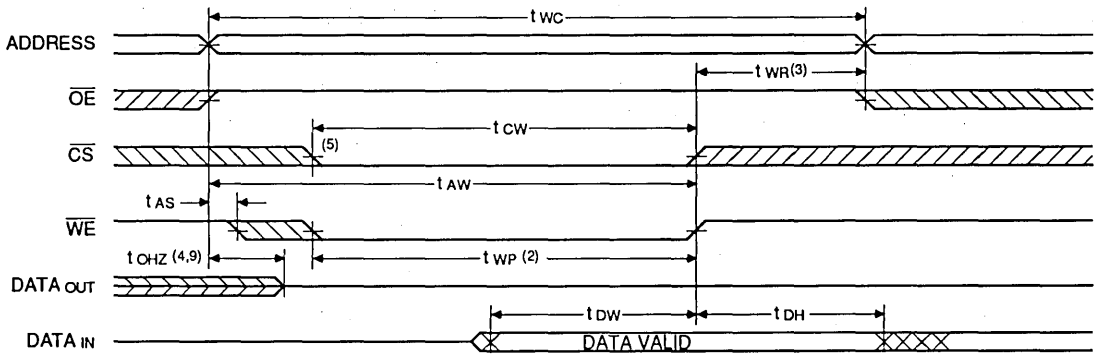 t WC
ADDRESS
t WR (3)
OE
t CW
CS
(5)
t AW
t AS
WE
t OHZ (4,9)
t WP (2)
DATA OUT
t DW
t DH
DATA IN
DATA VALID